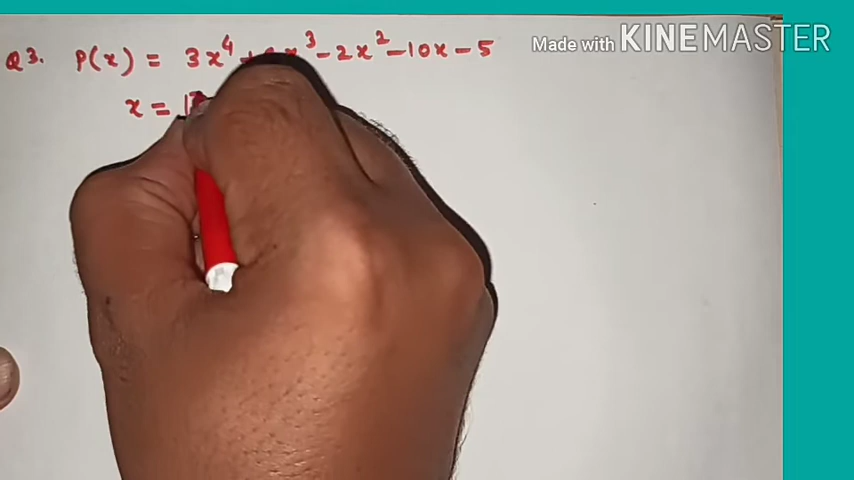 Q3. p(x) = 3x⁴ + x³ - 2x² - 10x - 5
x =
Made with KINEMASTER